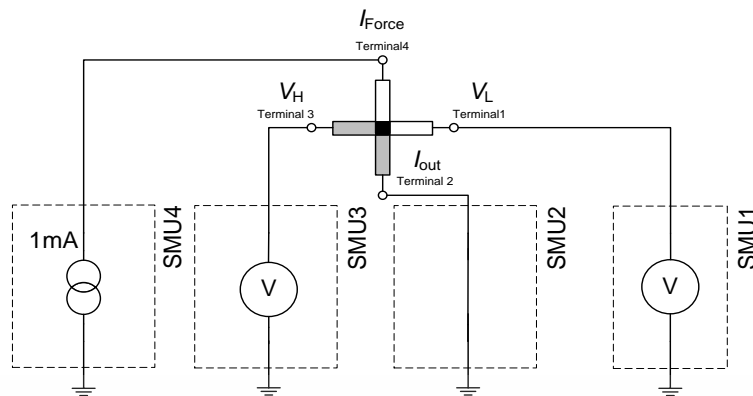 IForce
Terminal4
VH
Terminal 3
VL
Terminal1
Iout
Terminal 2
1mA
SMU4
V
SMU3
SMU2
V
SMU1